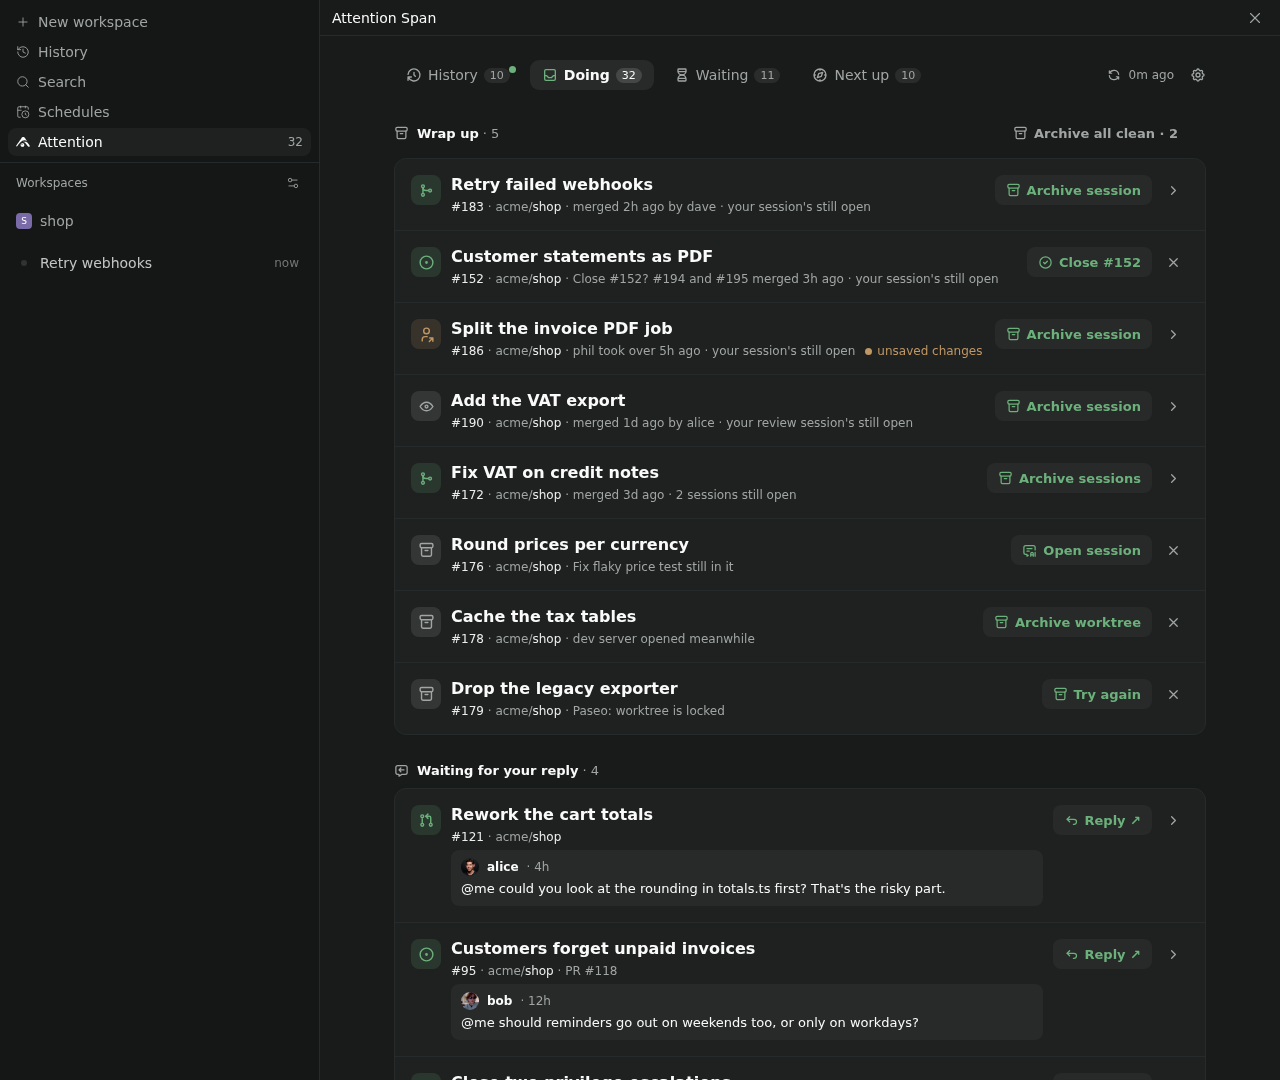 New workspace
History
Search
Schedules
Attention 32
Workspaces
S shop
Retry webhooks now
Attention Span
History 10
Doing 32
Waiting 11
Next up 10
0m ago
Wrap up · 5
Archive all clean · 2
Retry failed webhooks
#183 · acme/shop · merged 2h ago by dave · your session's still open
Archive session
Customer statements as PDF
#152 · acme/shop · Close #152? #194 and #195 merged 3h ago · your session's still open
Close #152
Split the invoice PDF job
#186 · acme/shop · phil took over 5h ago · your session's still open ● unsaved changes
Archive session
Add the VAT export
#190 · acme/shop · merged 1d ago by alice · your review session's still open
Archive session
Fix VAT on credit notes
#172 · acme/shop · merged 3d ago · 2 sessions still open
Archive sessions
Round prices per currency
#176 · acme/shop · Fix flaky price test still in it
Open session
Cache the tax tables
#178 · acme/shop · dev server opened meanwhile
Archive worktree
Drop the legacy exporter
#179 · acme/shop · Paseo: worktree is locked
Try again
Waiting for your reply · 4
Rework the cart totals
#121 · acme/shop
Reply ↗
alice · 4h
@me could you look at the rounding in totals.ts first? That's the risky part.
Customers forget unpaid invoices
#95 · acme/shop · PR #118
Reply ↗
bob · 12h
@me should reminders go out on weekends too, or only on workdays?
Close two privilege escalations